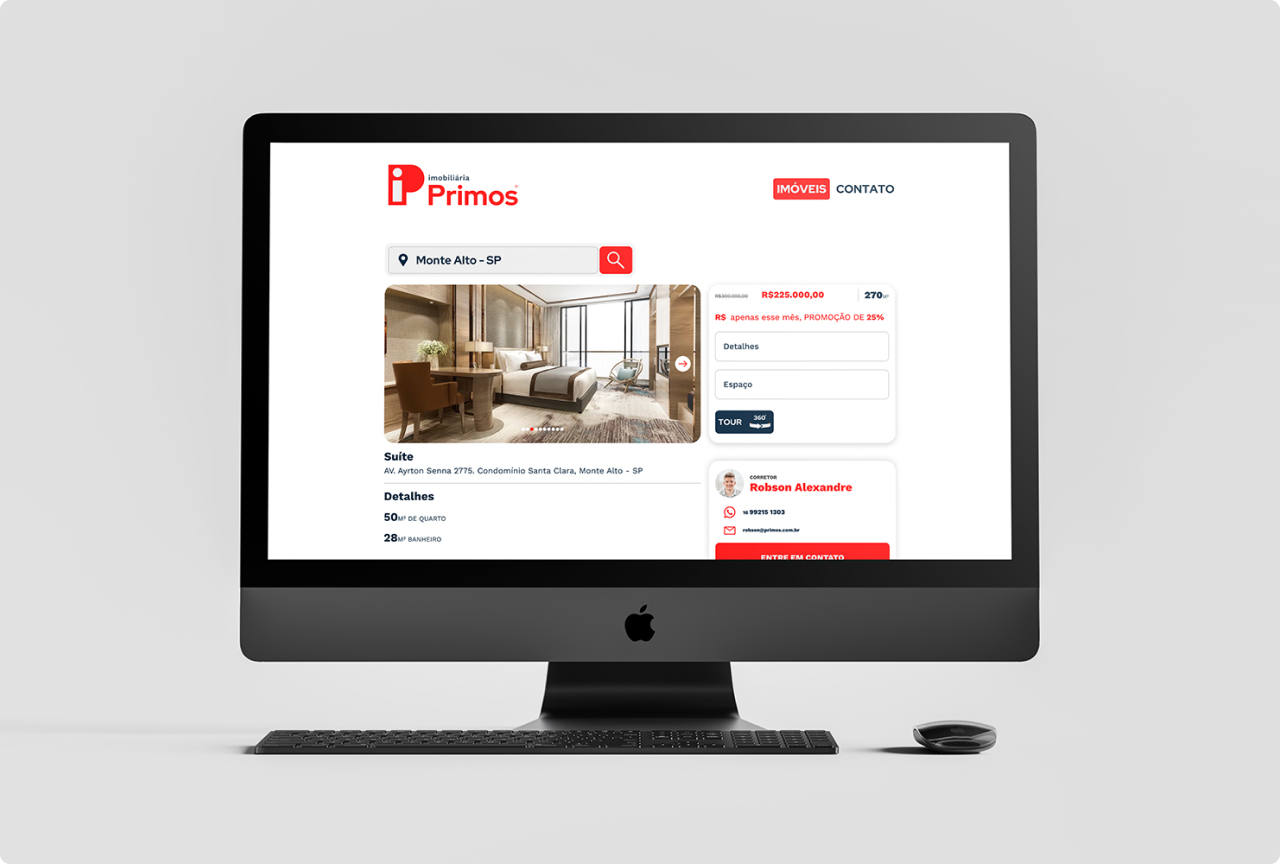 imobiliária
Primos
IMÓVEIS CONTATO
Monte Alto - SP
R$300.000,00 R$225.000,00 270M²
R$ apenas esse mês, PROMOÇÃO DE 25%
Detalhes
Espaço
TOUR 360°
Suíte
AV. Ayrton Senna 2775. Condomínio Santa Clara, Monte Alto - SP
Detalhes
50M² DE QUARTO
28M² BANHEIRO
CORRETOR
Robson Alexandre
16 99215 1303
robson@primos.com.br
ENTRE EM CONTATO